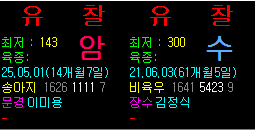 유 찰
최저 : 143
암
육종:
25.05.01(14개월7일)
송아지 1626 1111 7
문경 이미용
-
유 찰
최저 : 300
수
육종:
21.06.03(61개월5일)
비육우 1641 5423 9
장수 김정식
-